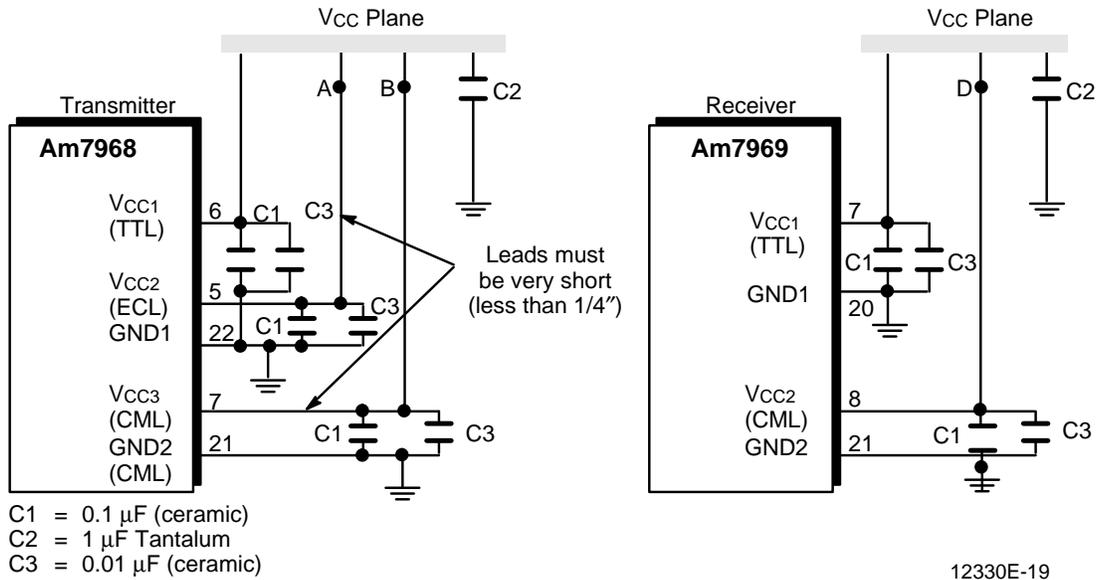 VCC Plane
A
B
C2
Transmitter
Am7968
VCC1
(TTL)
6
C1
C3
VCC2
(ECL)
5
GND1
22
C1
C3
VCC3
(CML)
7
GND2
(CML)
21
C1
C3
Leads must
be very short
(less than 1/4″)
C1 = 0.1 μF (ceramic)
C2 = 1 μF Tantalum
C3 = 0.01 μF (ceramic)
VCC Plane
D
C2
Receiver
Am7969
VCC1
(TTL)
7
C1
C3
GND1
20
VCC2
(CML)
8
GND2
21
C1
C3
12330E-19